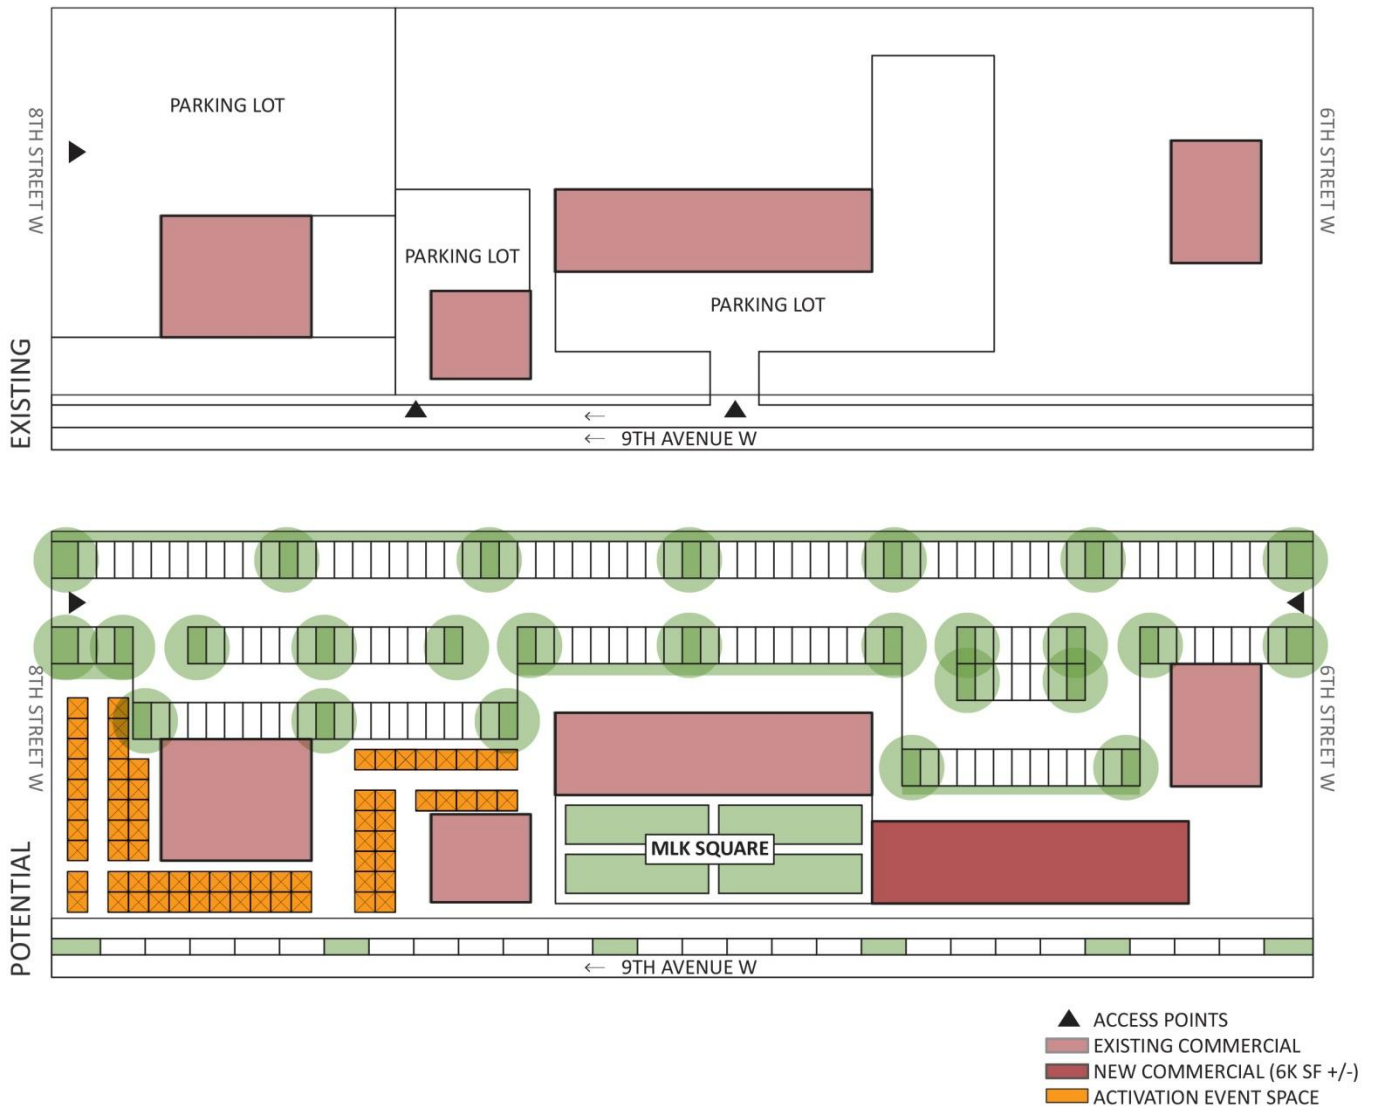 EXISTING
8TH STREET W
PARKING LOT
PARKING LOT
PARKING LOT
6TH STREET W
←
← 9TH AVENUE W
POTENTIAL
8TH STREET W
MLK SQUARE
6TH STREET W
← 9TH AVENUE W
ACCESS POINTS
EXISTING COMMERCIAL
NEW COMMERCIAL (6K SF +/-)
ACTIVATION EVENT SPACE